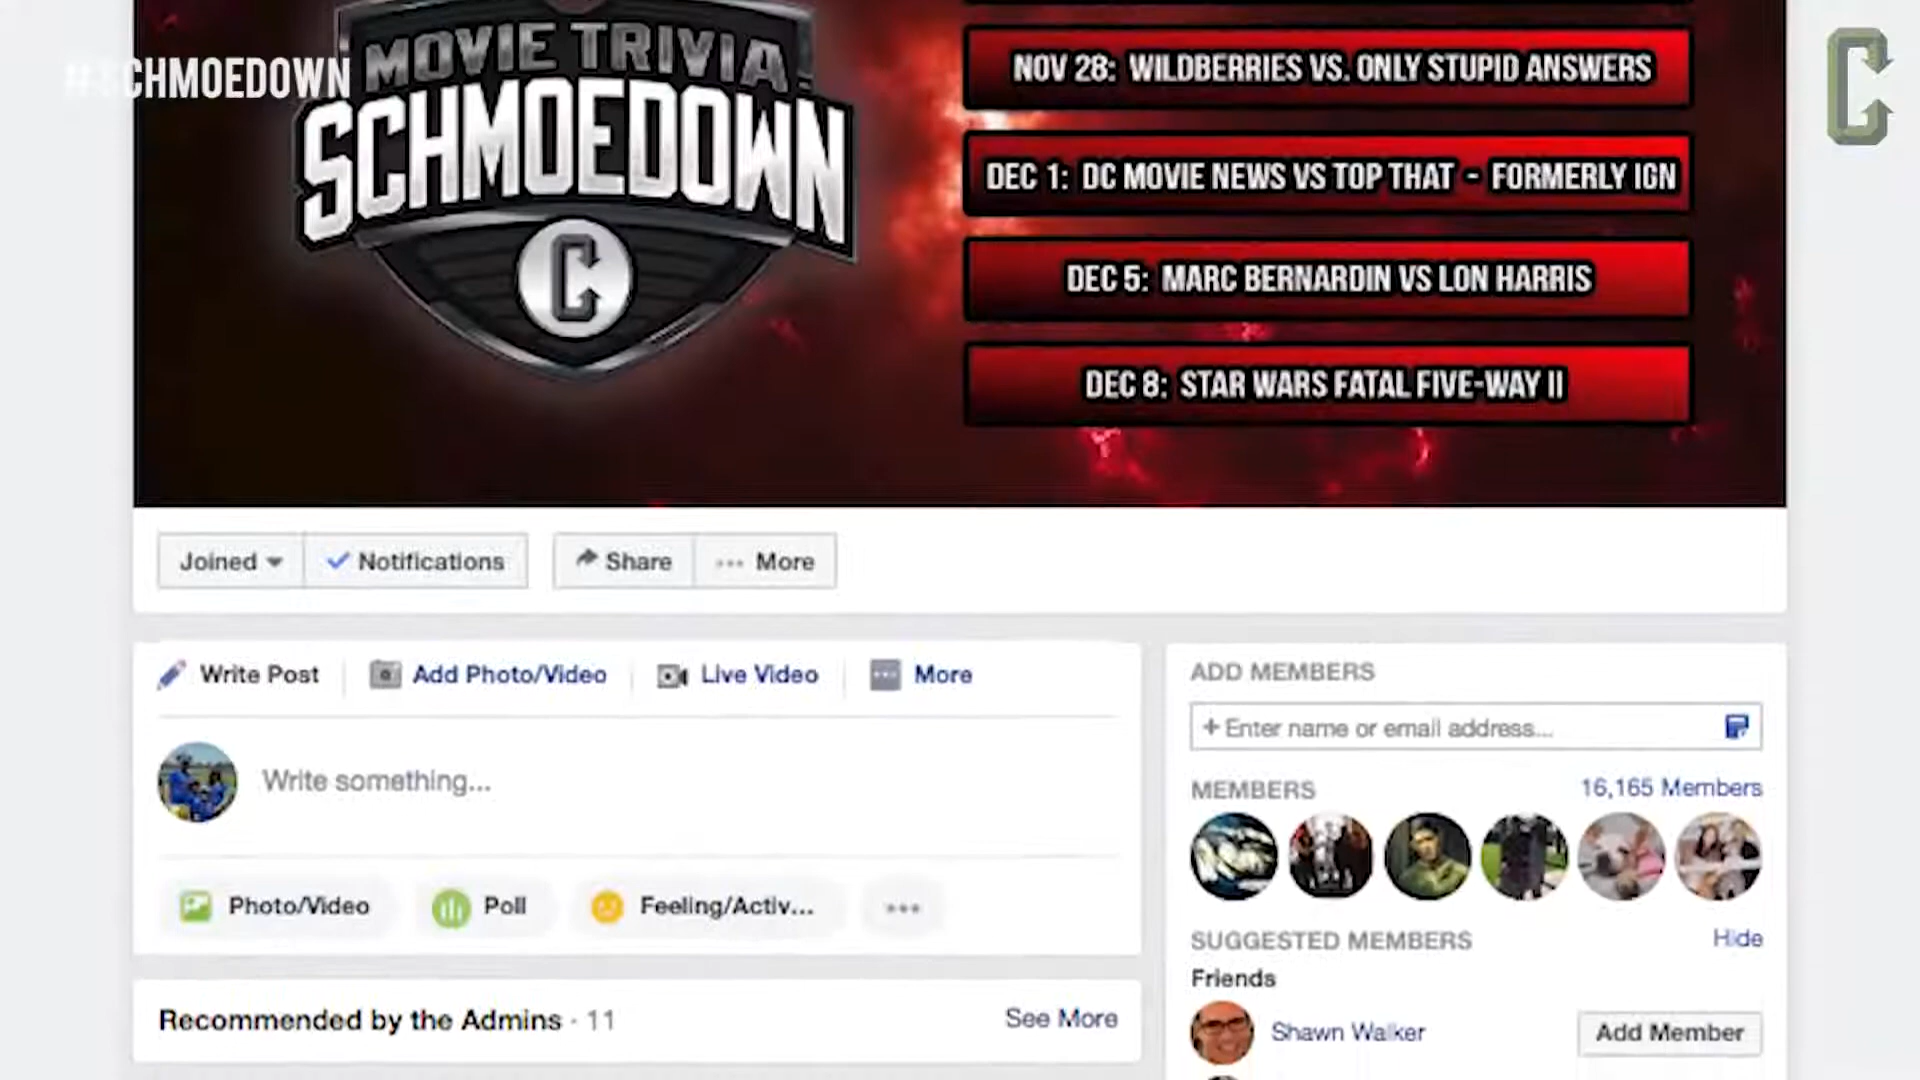 #SCHMOEDOWN
MOVIE TRIVIA
SCHMOEDOWN
NOV 28: WILDBERRIES VS. ONLY STUPID ANSWERS
DEC 1: DC MOVIE NEWS VS TOP THAT - FORMERLY IGN
DEC 5: MARC BERNARDIN VS LON HARRIS
DEC 8: STAR WARS FATAL FIVE-WAY II
Joined
Notifications
Share
More
Write Post
Add Photo/Video
Live Video
More
Write something...
Photo/Video
Poll
Feeling/Activ...
Recommended by the Admins · 11
See More
ADD MEMBERS
+ Enter name or email address...
MEMBERS
16,165 Members
SUGGESTED MEMBERS
Hide
Friends
Shawn Walker
Add Member